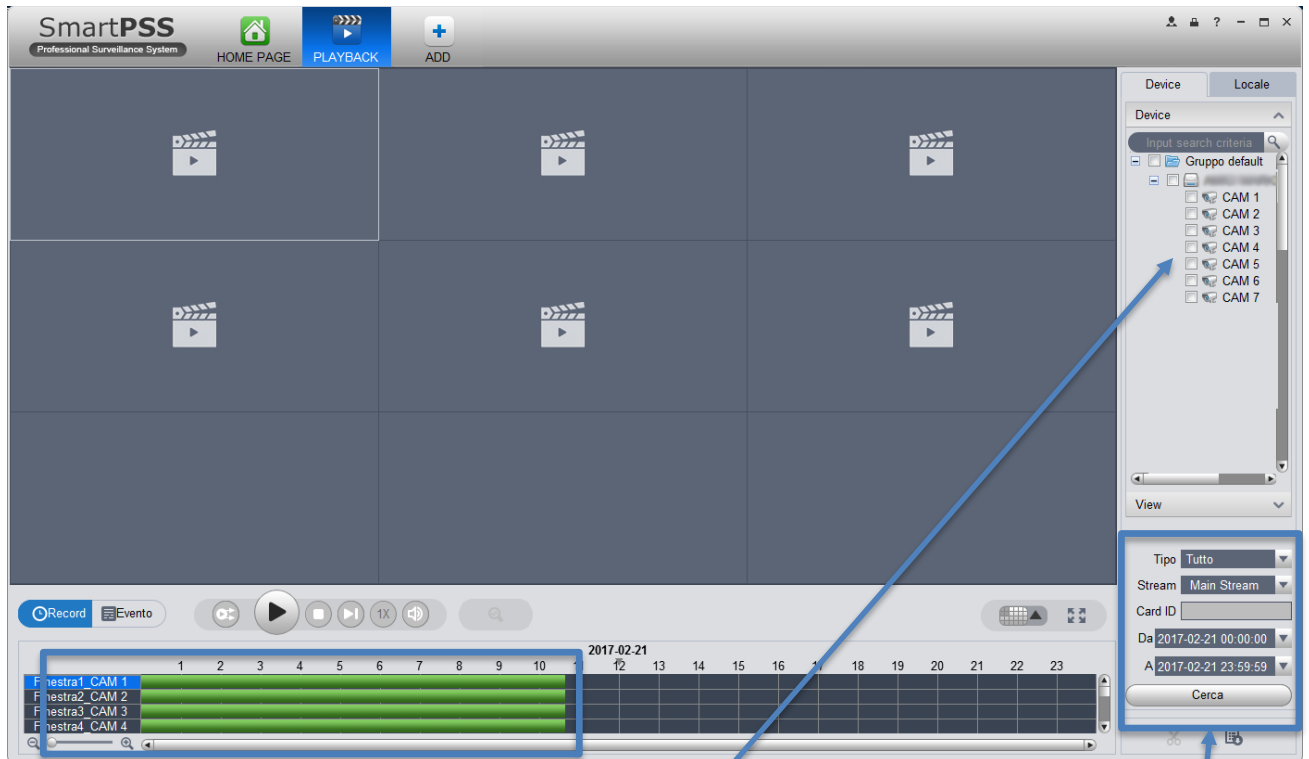 SmartPSS
Professional Surveillance System
HOME PAGE
PLAYBACK
ADD
?
Device
Locale
Device
Input search criteria
Gruppo default
CAM 1
CAM 2
CAM 3
CAM 4
CAM 5
CAM 6
CAM 7
View
Tipo Tutto
Stream Main Stream
Card ID
Da 2017-02-21 00:00:00
A 2017-02-21 23:59:59
Cerca
Record Evento
1X
2017-02-21
1 2 3 4 5 6 7 8 9 10 11 12 13 14 15 16 17 18 19 20 21 22 23
Finestra1_CAM 1
Finestra2_CAM 2
Finestra3_CAM 3
Finestra4_CAM 4